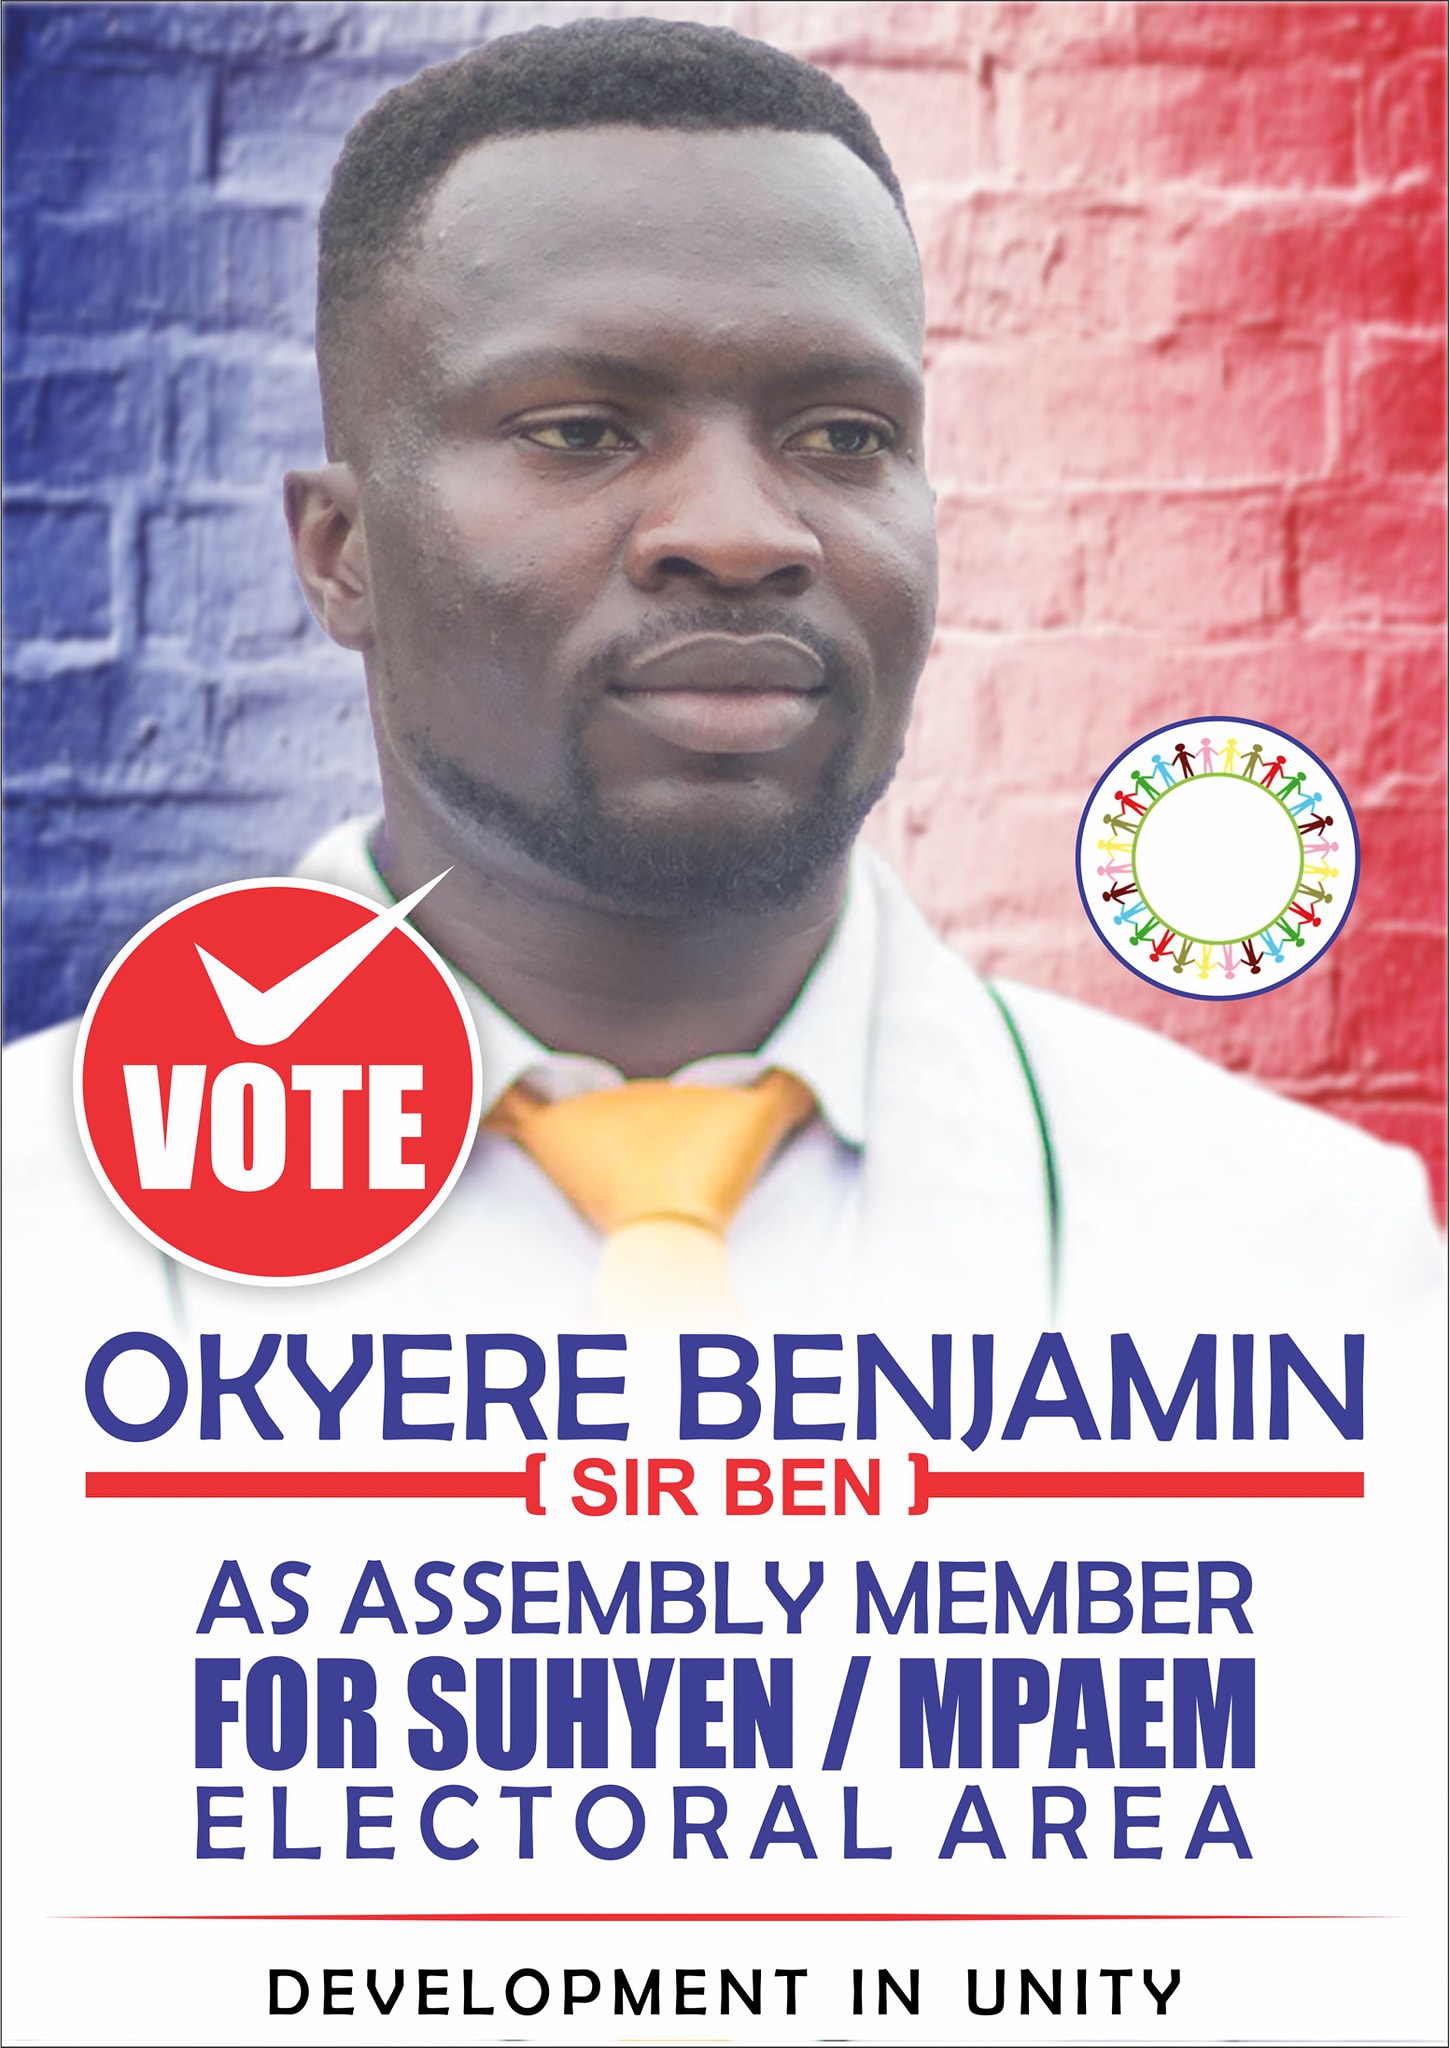 VOTE
OKYERE BENJAMIN
( SIR BEN )
AS ASSEMBLY MEMBER
FOR SUHYEN / MPAEM
ELECTORAL AREA
DEVELOPMENT IN UNITY